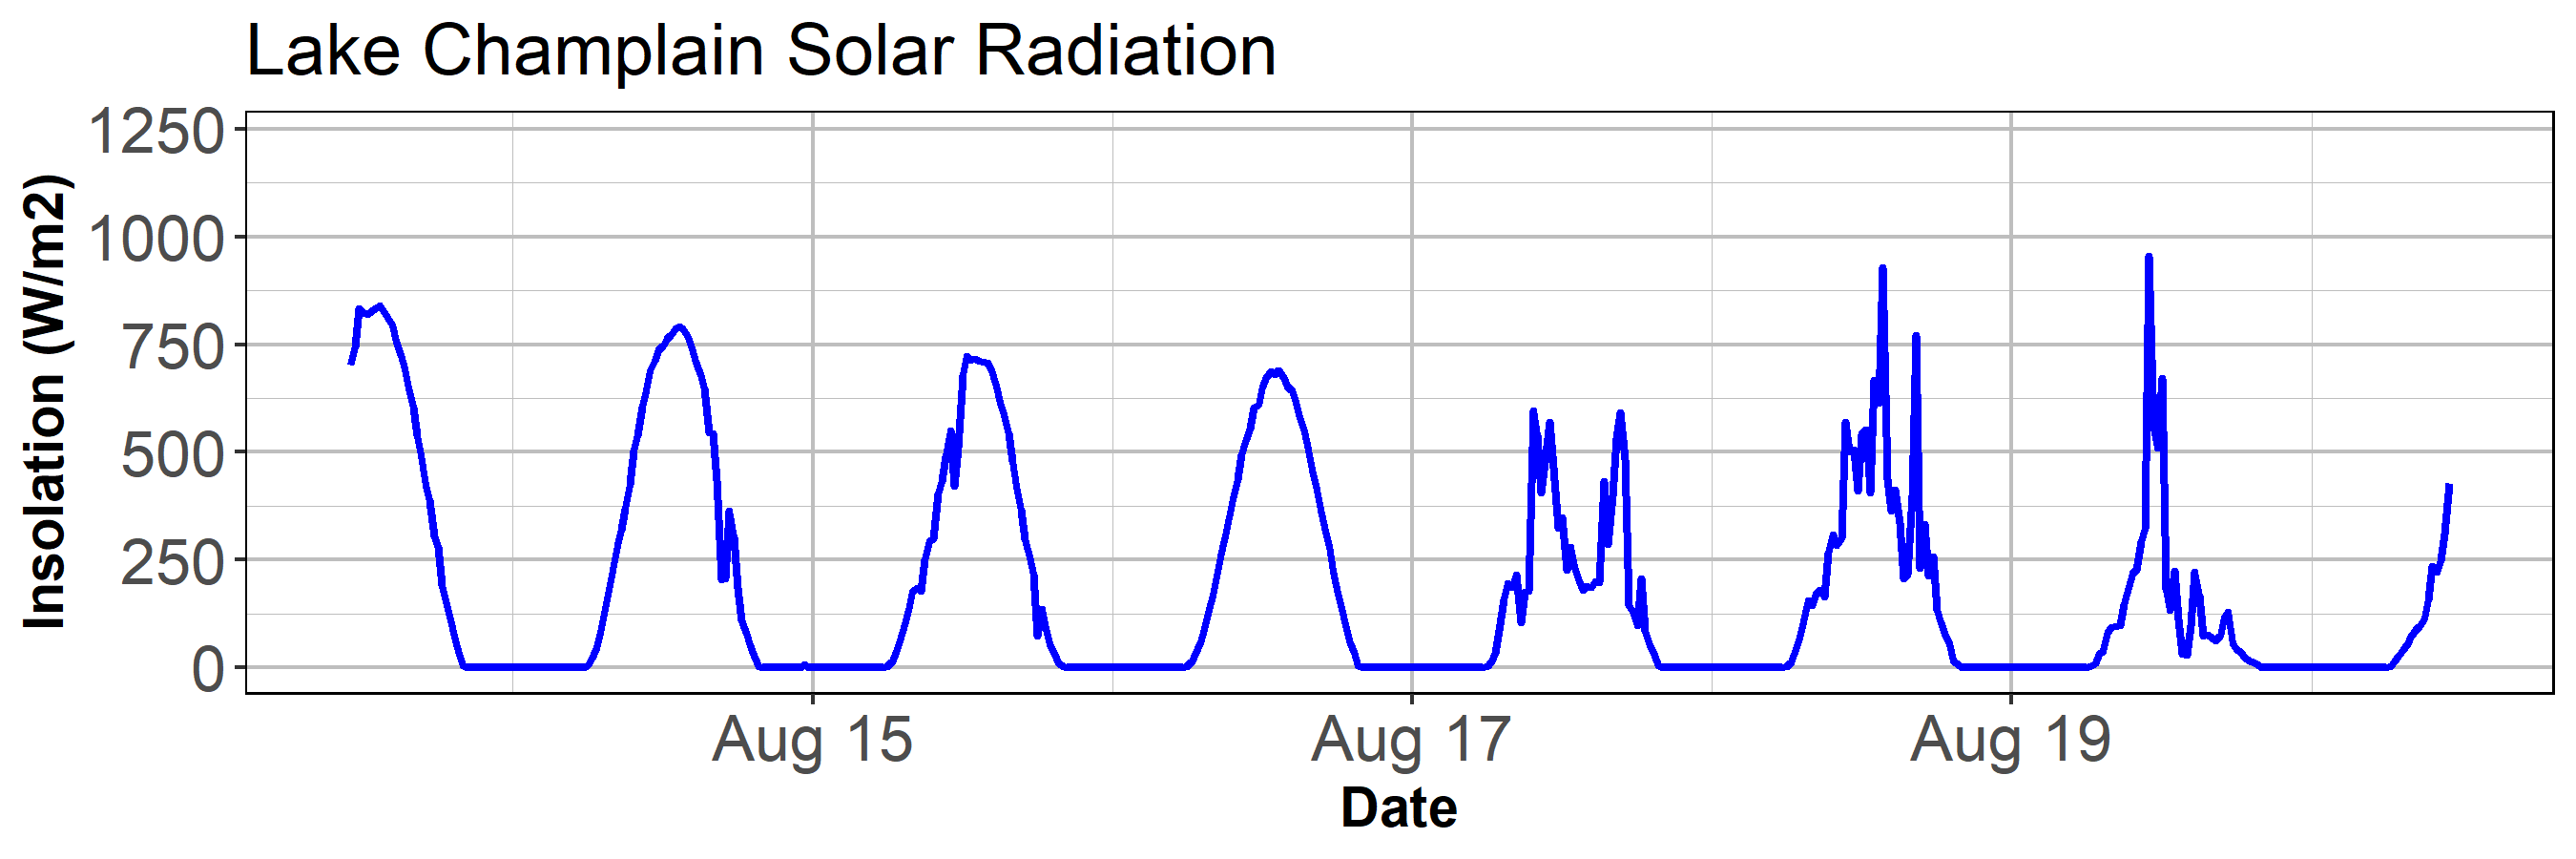 Lake Champlain Solar Radiation
Insolation (W/m2)
1250
1000
750
500
250
0
Aug 15
Aug 17
Aug 19
Date